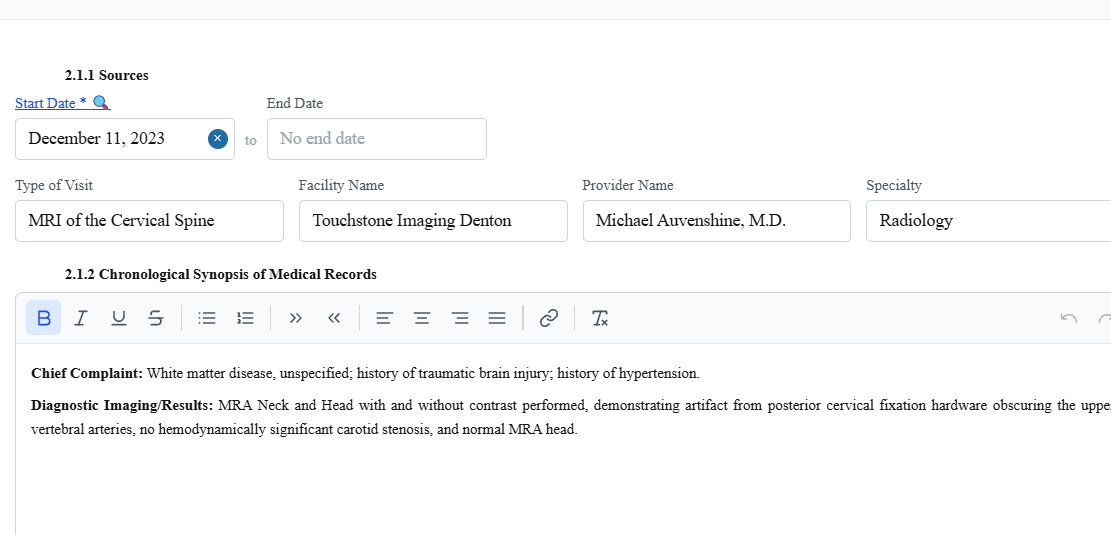 2.1.1 Sources
Start Date *
End Date
December 11, 2023
to
No end date
Type of Visit
Facility Name
Provider Name
Specialty
MRI of the Cervical Spine
Touchstone Imaging Denton
Michael Auvenshine, M.D.
Radiology
2.1.2 Chronological Synopsis of Medical Records
B I U S
Chief Complaint: White matter disease, unspecified; history of traumatic brain injury; history of hypertension.
Diagnostic Imaging/Results: MRA Neck and Head with and without contrast performed, demonstrating artifact from posterior cervical fixation hardware obscuring the
vertebral arteries, no hemodynamically significant carotid stenosis, and normal MRA head.